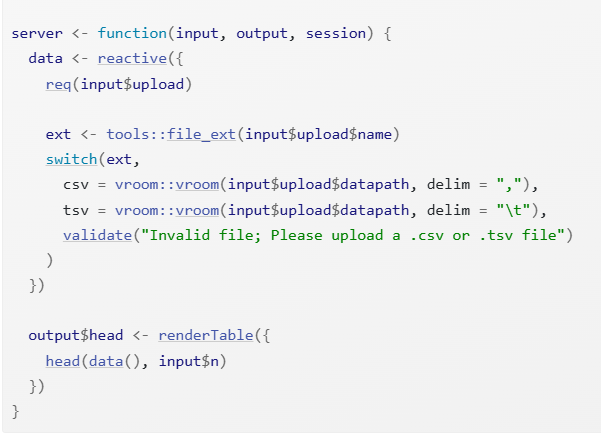 server <- function(input, output, session) {
  data <- reactive({
    req(input$upload)

    ext <- tools::file_ext(input$upload$name)
    switch(ext,
      csv = vroom::vroom(input$upload$datapath, delim = ","),
      tsv = vroom::vroom(input$upload$datapath, delim = "\t"),
      validate("Invalid file; Please upload a .csv or .tsv file")
    )
  })

  output$head <- renderTable({
    head(data(), input$n)
  })
}